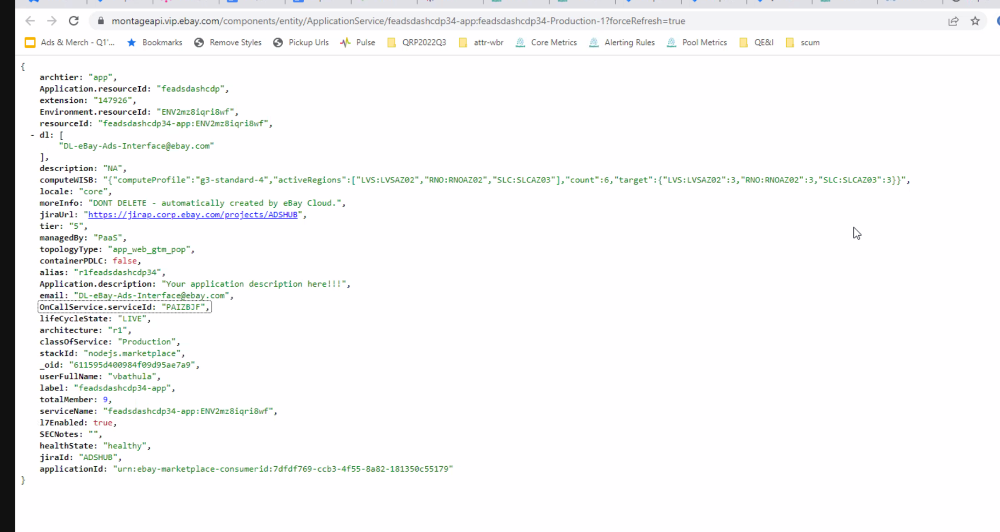 montageapi.vip.ebay.com/components/entity/ApplicationService/feadsdashcdp34-app:feadsdashcdp34-Production-1?forceRefresh=true
Ads & Merch - Q1'... Bookmarks Remove Styles Pickup Urls Pulse QRP2022Q3 attr-wbr Core Metrics Alerting Rules Pool Metrics QE&I scum
{
archtier: "app",
Application.resourceId: "feadsdashcdp",
extension: "147926",
Environment.resourceId: "ENV2mz8iqri8wf",
resourceId: "feadsdashcdp34-app:ENV2mz8iqri8wf",
- dl: [
"DL-eBay-Ads-Interface@ebay.com"
],
description: "NA",
computeWISB: "{"computeProfile":"g3-standard-4","activeRegions":["LVS:LVSAZ02","RNO:RNOAZ02","SLC:SLCAZ03"],"count":6,"target":{"LVS:LVSAZ02":3,"RNO:RNOAZ02":3,"SLC:SLCAZ03":3}}",
locale: "core",
moreInfo: "DONT DELETE - automatically created by eBay Cloud.",
jiraUrl: "https://jirap.corp.ebay.com/projects/ADSHUB",
tier: "5",
managedBy: "PaaS",
topologyType: "app_web_gtm_pop",
containerPDLC: false,
alias: "r1feadsdashcdp34",
Application.description: "Your application description here!!!",
email: "DL-eBay-Ads-Interface@ebay.com",
OnCallService.serviceId: "PAIZBJF",
lifeCycleState: "LIVE",
architecture: "r1",
classOfService: "Production",
stackId: "nodejs.marketplace",
_oid: "611595d400984f09d95ae7a9",
userFullName: "vbathula",
label: "feadsdashcdp34-app",
totalMember: 9,
serviceName: "feadsdashcdp34-app:ENV2mz8iqri8wf",
l7Enabled: true,
SECNotes: "",
healthState: "healthy",
jiraId: "ADSHUB",
applicationId: "urn:ebay-marketplace-consumerid:7dfdf769-ccb3-4f55-8a82-181350c55179"
}